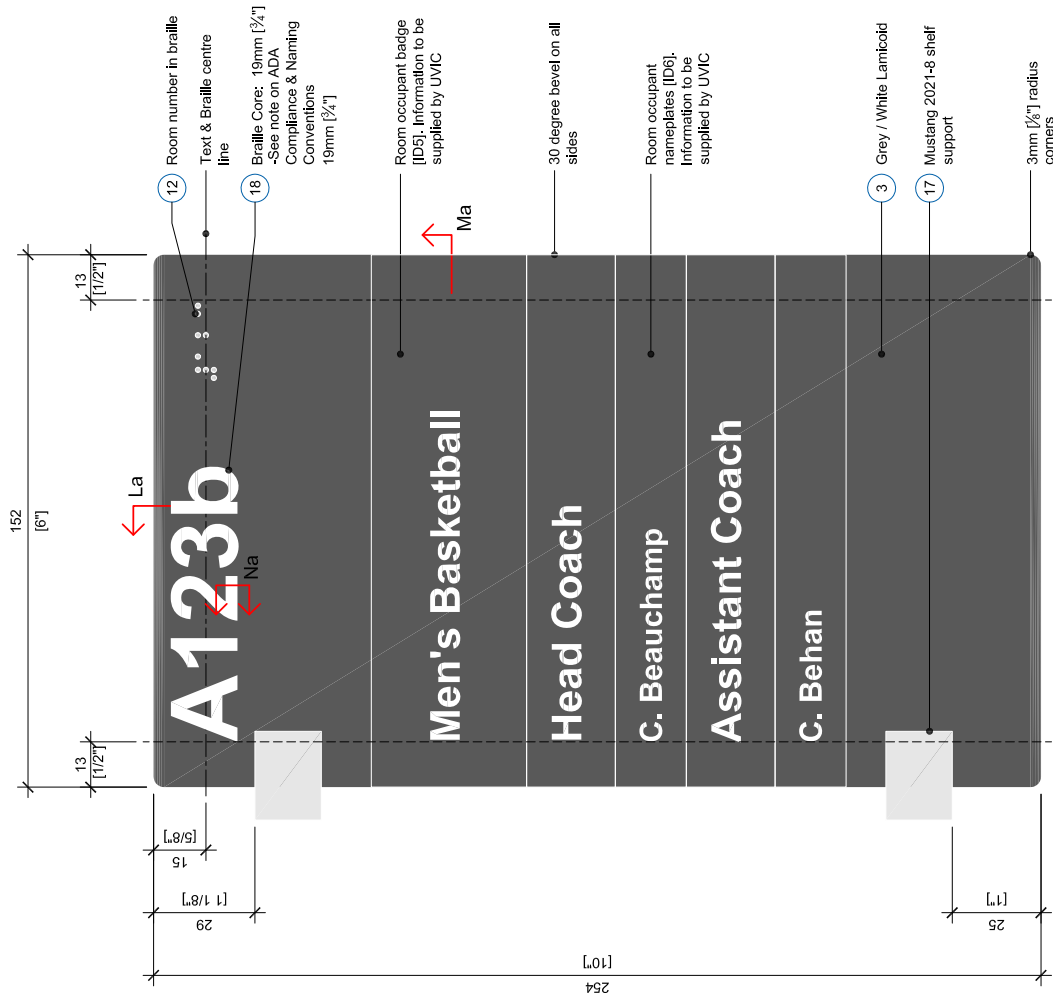 152
[6"]
13
[1/2"]
13
[1/2"]
La
Na
Ma
A123b
Men's Basketball
Head Coach
C. Beauchamp
Assistant Coach
C. Behan
12
Room number in braille
Text & Braille centre
line
18
Braille Core: 19mm [¾"]
-See note on ADA
Compliance & Naming
Conventions
19mm [¾"]
Room occupant badge
[ID5]. Information to be
supplied by UVIC
30 degree bevel on all
sides
Room occupant
nameplates [ID6].
Information to be
supplied by UVIC
3
Grey / White Lamicoid
17
Mustang 2021-8 shelf
support
3mm [⅛"] radius
corners
15
[5/8"]
29
[1 1/8"]
25
[1"]
254
[10"]